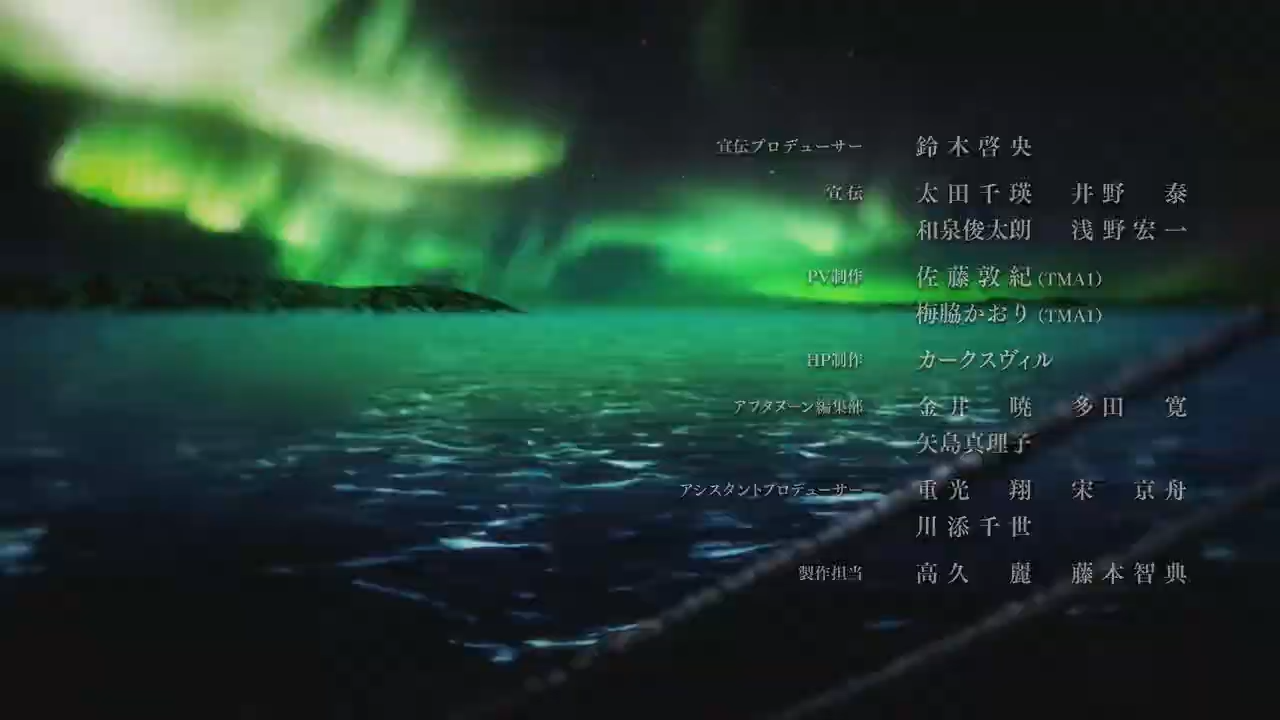 宣伝プロデューサー 鈴木啓央
宣伝 太田千瑛 井野 泰
和泉俊太朗 浅野宏一
PV制作 佐藤敦紀(TMA1)
梅脇かおり(TMA1)
HP制作 カークスヴィル
アフタヌーン編集部 金井 暁 多田 寛
矢島真理子
アシスタントプロデューサー 重光 翔 宋 京舟
川添千世
製作担当 高久 麗 藤本智典